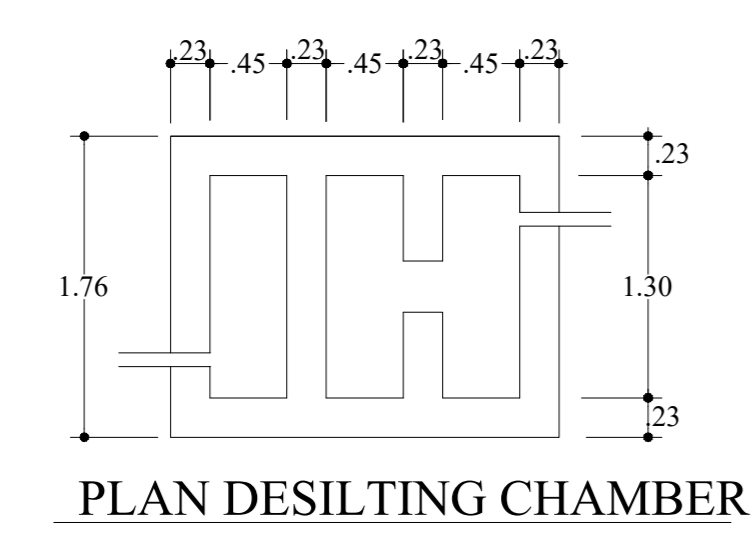 .23 .45 .23 .45 .23 .45 .23
.23
1.76 1.30
.23
PLAN DESILTING CHAMBER